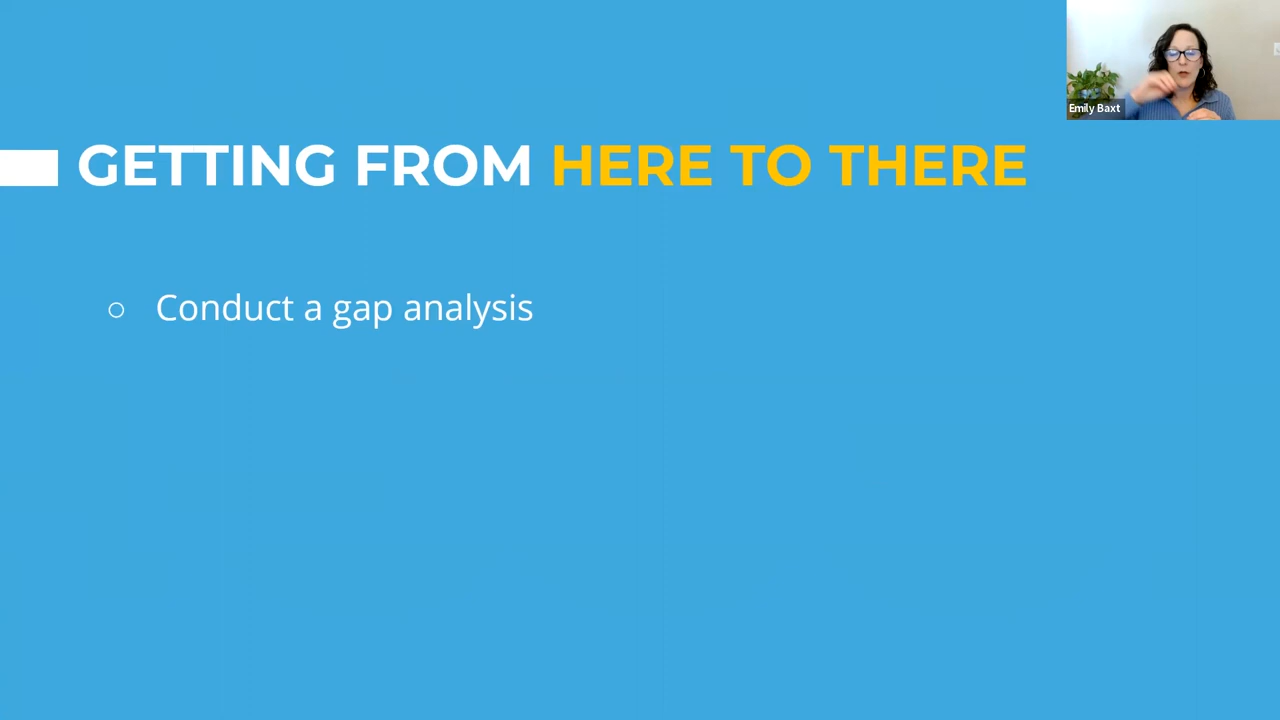 Emily Baxt
GETTING FROM HERE TO THERE
○ Conduct a gap analysis